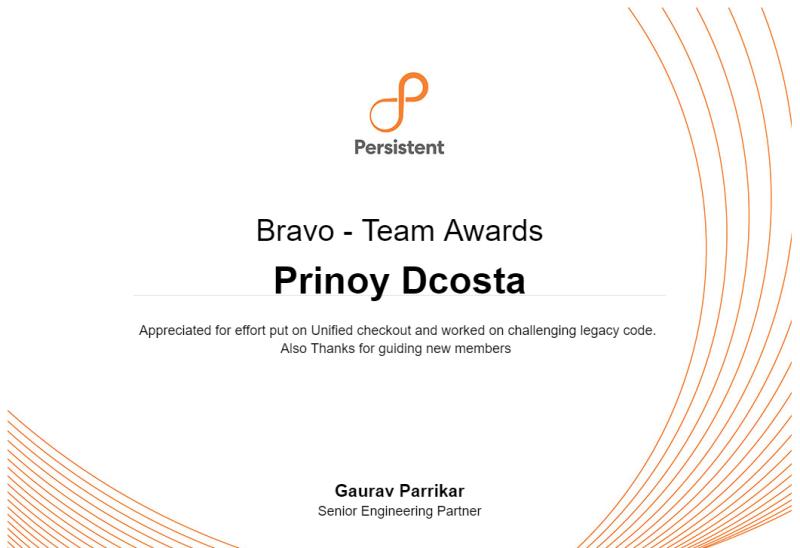 Persistent
Bravo - Team Awards
Prinoy Dcosta
Appreciated for effort put on Unified checkout and worked on challenging legacy code.
Also Thanks for guiding new members
Gaurav Parrikar
Senior Engineering Partner